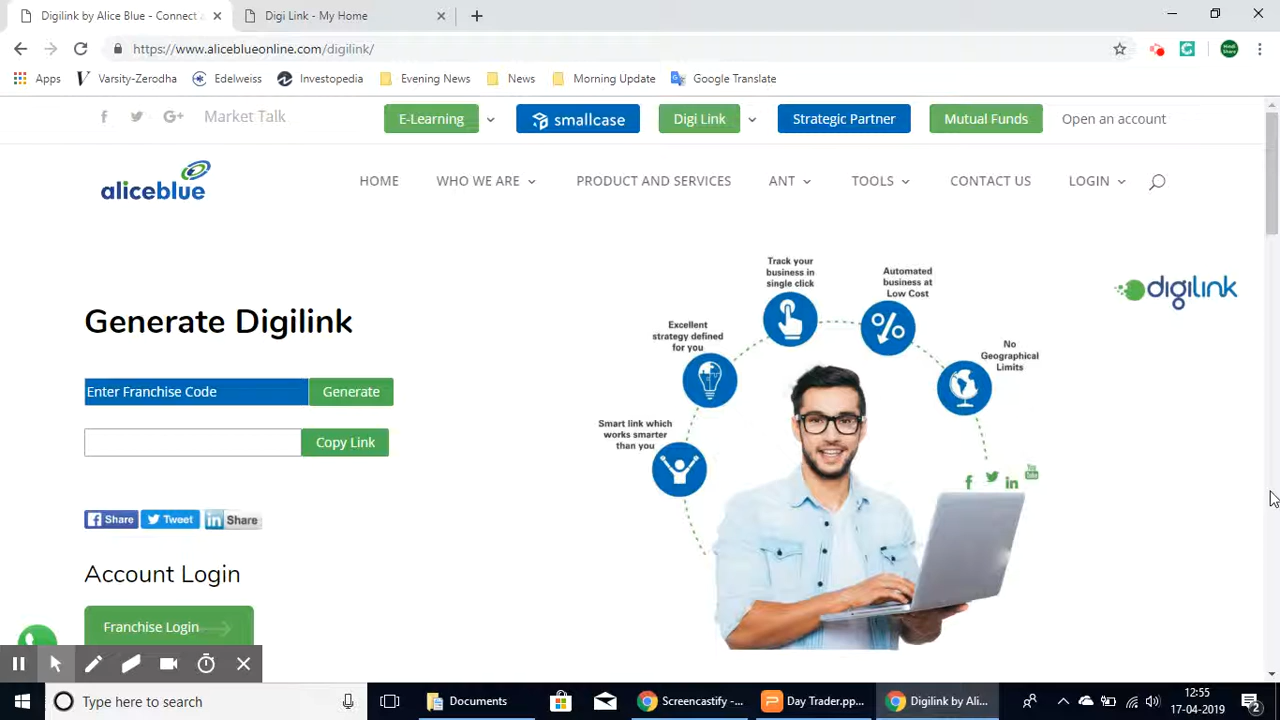 Digilink by Alice Blue - Connect a
Digi Link - My Home
https://www.aliceblueonline.com/digilink/
Apps
Varsity-Zerodha
Edelweiss
Investopedia
Evening News
News
Morning Update
Google Translate
Market Talk
E-Learning
smallcase
Digi Link
Strategic Partner
Mutual Funds
Open an account
aliceblue
HOME
WHO WE ARE
PRODUCT AND SERVICES
ANT
TOOLS
CONTACT US
LOGIN
Track your
business in
single click
Automated
business at
Low Cost
Excellent
strategy defined
for you
No
Geographical
Limits
Smart link which
works smarter
than you
digilink
Generate Digilink
Enter Franchise Code
Generate
Copy Link
Share
Tweet
Share
Account Login
Franchise Login
Type here to search
Documents
Screencastify -...
Day Trader.pp...
Digilink by Ali...
12:55
17-04-2019
2